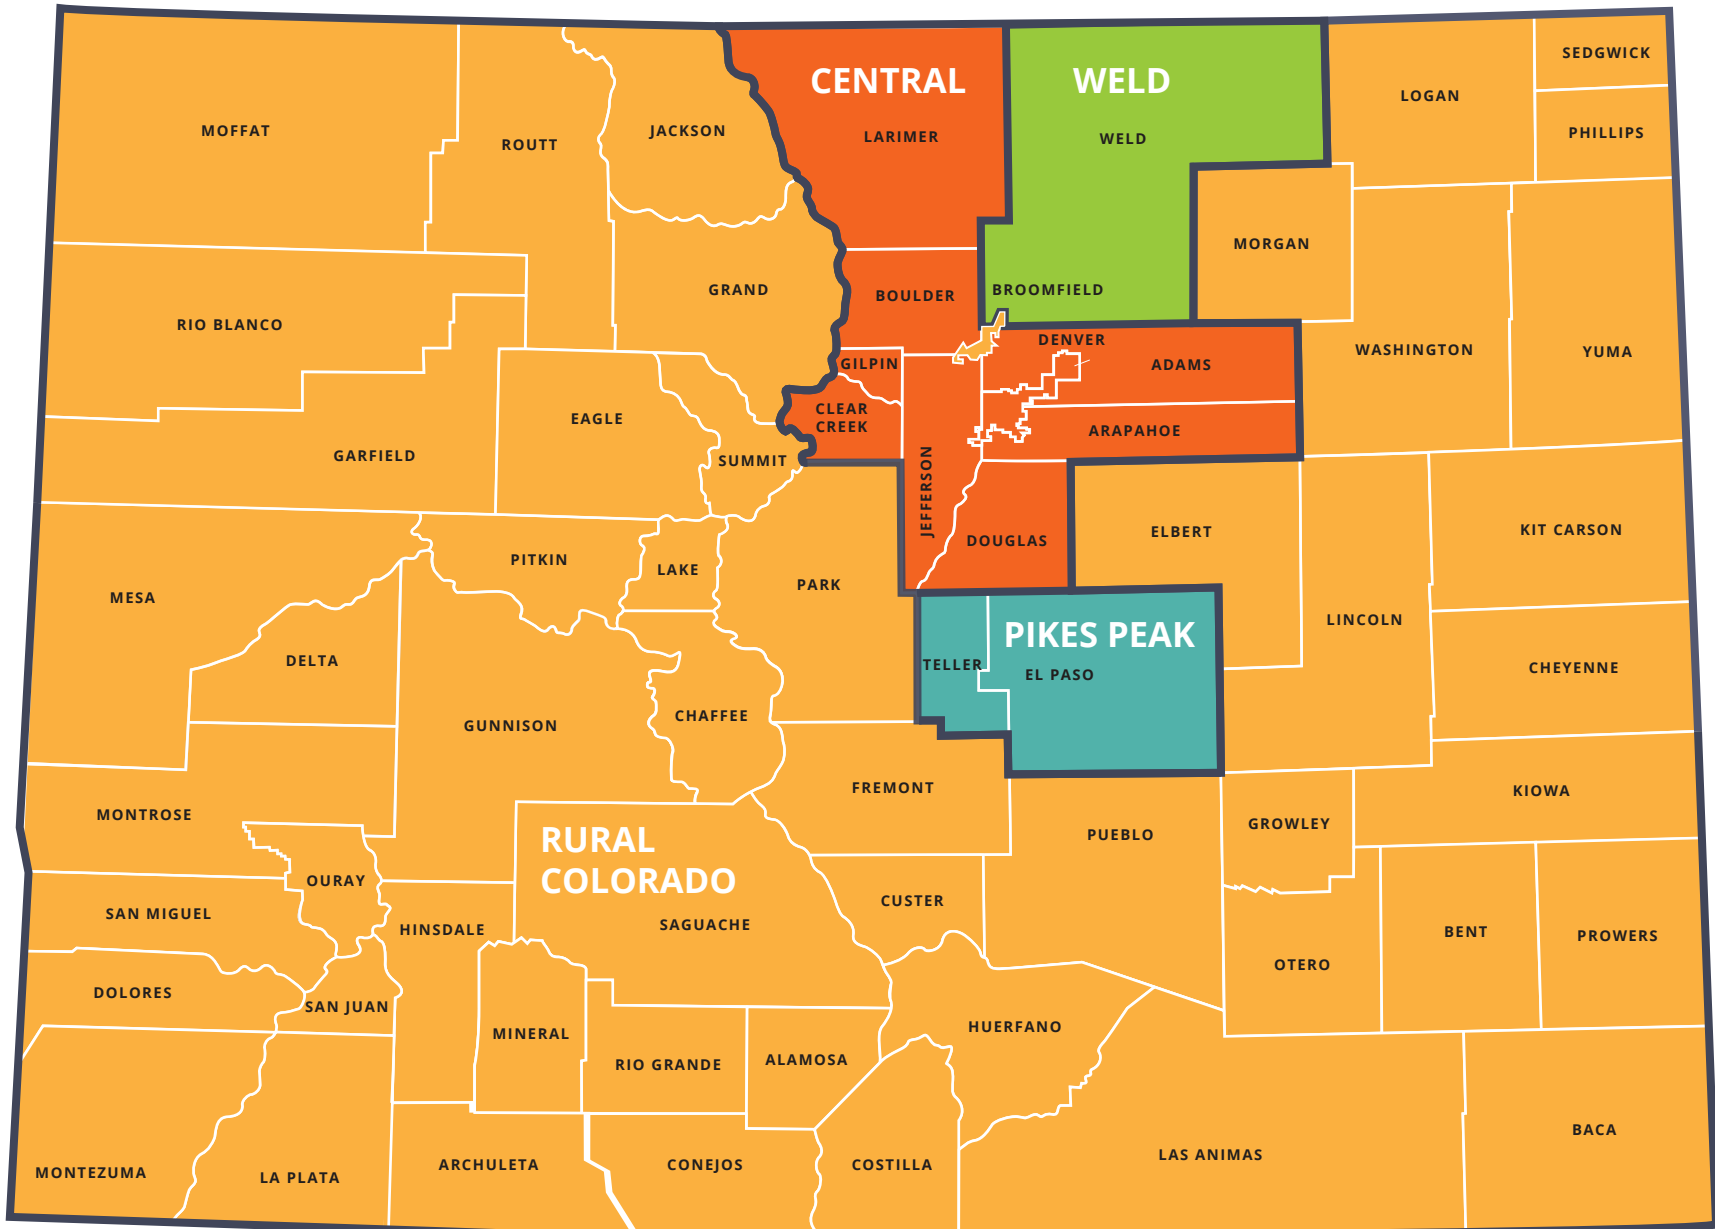 SEDGWICK
CENTRAL
WELD
LOGAN
MOFFAT
JACKSON
PHILLIPS
LARIMER
WELD
ROUTT
MORGAN
GRAND
BROOMFIELD
BOULDER
RIO BLANCO
DENVER
WASHINGTON
YUMA
GILPIN
ADAMS
EAGLE
CLEAR
CREEK
ARAPAHOE
GARFIELD
SUMMIT
JEFFERSON
ELBERT
KIT CARSON
DOUGLAS
PITKIN
LAKE
PARK
MESA
LINCOLN
PIKES PEAK
DELTA
TELLER
EL PASO
CHEYENNE
CHAFFEE
GUNNISON
FREMONT
KIOWA
MONTROSE
GROWLEY
PUEBLO
RURAL
COLORADO
OURAY
CUSTER
SAN MIGUEL
SAGUACHE
HINSDALE
BENT
PROWERS
OTERO
DOLORES
SAN JUAN
HUERFANO
MINERAL
ALAMOSA
RIO GRANDE
BACA
LAS ANIMAS
ARCHULETA
CONEJOS
COSTILLA
MONTEZUMA
LA PLATA